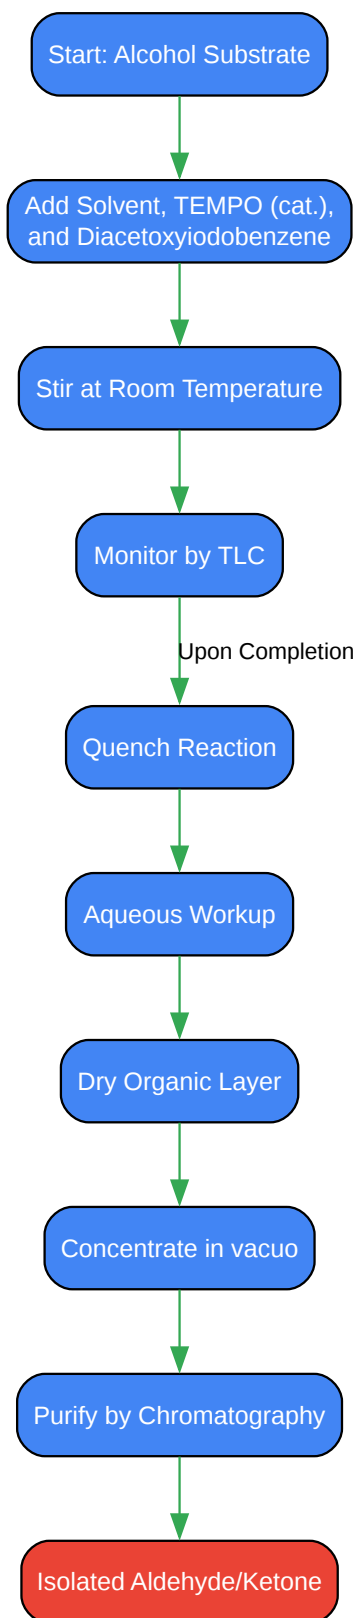 Start: Alcohol Substrate
Add Solvent, TEMPO (cat.),
and Diacetoxyiodobenzene
Stir at Room Temperature
Monitor by TLC
Upon Completion
Quench Reaction
Aqueous Workup
Dry Organic Layer
Concentrate in vacuo
Purify by Chromatography
Isolated Aldehyde/Ketone